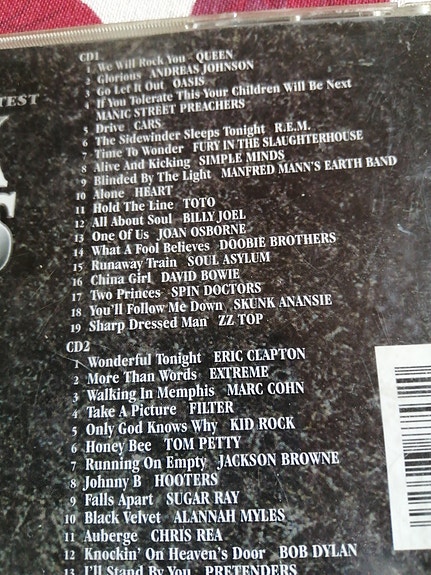 TEST
CD1
1 We Will Rock You QUEEN
2 Glorious ANDREAS JOHNSON
3 Go Let It Out OASIS
4 If You Tolerate This Your Children Will Be Next
MANIC STREET PREACHERS
5 Drive CARS
6 The Sidewinder Sleeps Tonight R.E.M.
7 Time To Wonder FURY IN THE SLAUGHTERHOUSE
8 Alive And Kicking SIMPLE MINDS
9 Blinded By The Light MANFRED MANN'S EARTH BAND
10 Alone HEART
11 Hold The Line TOTO
12 All About Soul BILLY JOEL
13 One Of Us JOAN OSBORNE
14 What A Fool Believes DOOBIE BROTHERS
15 Runaway Train SOUL ASYLUM
16 China Girl DAVID BOWIE
17 Two Princes SPIN DOCTORS
18 You'll Follow Me Down SKUNK ANANSIE
19 Sharp Dressed Man ZZ TOP
CD2
1 Wonderful Tonight ERIC CLAPTON
2 More Than Words EXTREME
3 Walking In Memphis MARC COHN
4 Take A Picture FILTER
5 Only God Knows Why KID ROCK
6 Honey Bee TOM PETTY
7 Running On Empty JACKSON BROWNE
8 Johnny B HOOTERS
9 Falls Apart SUGAR RAY
10 Black Velvet ALANNAH MYLES
11 Auberge CHRIS REA
12 Knockin' On Heaven's Door BOB DYLAN
13 I'll Stand By You PRETENDERS